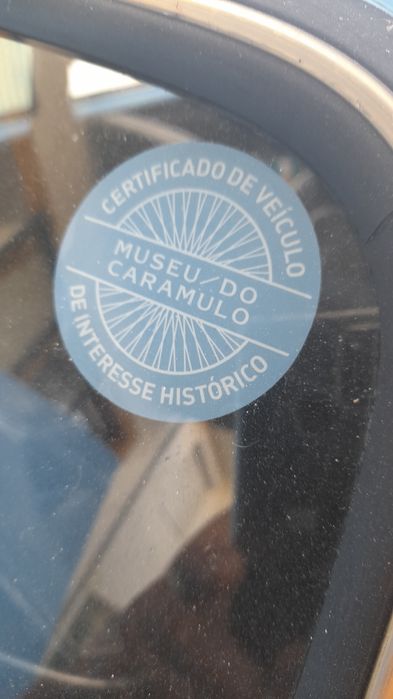 CERTIFICADO DE VEÍCULO
MUSEU/DO
CARAMULO
DE INTERESSE HISTÓRICO